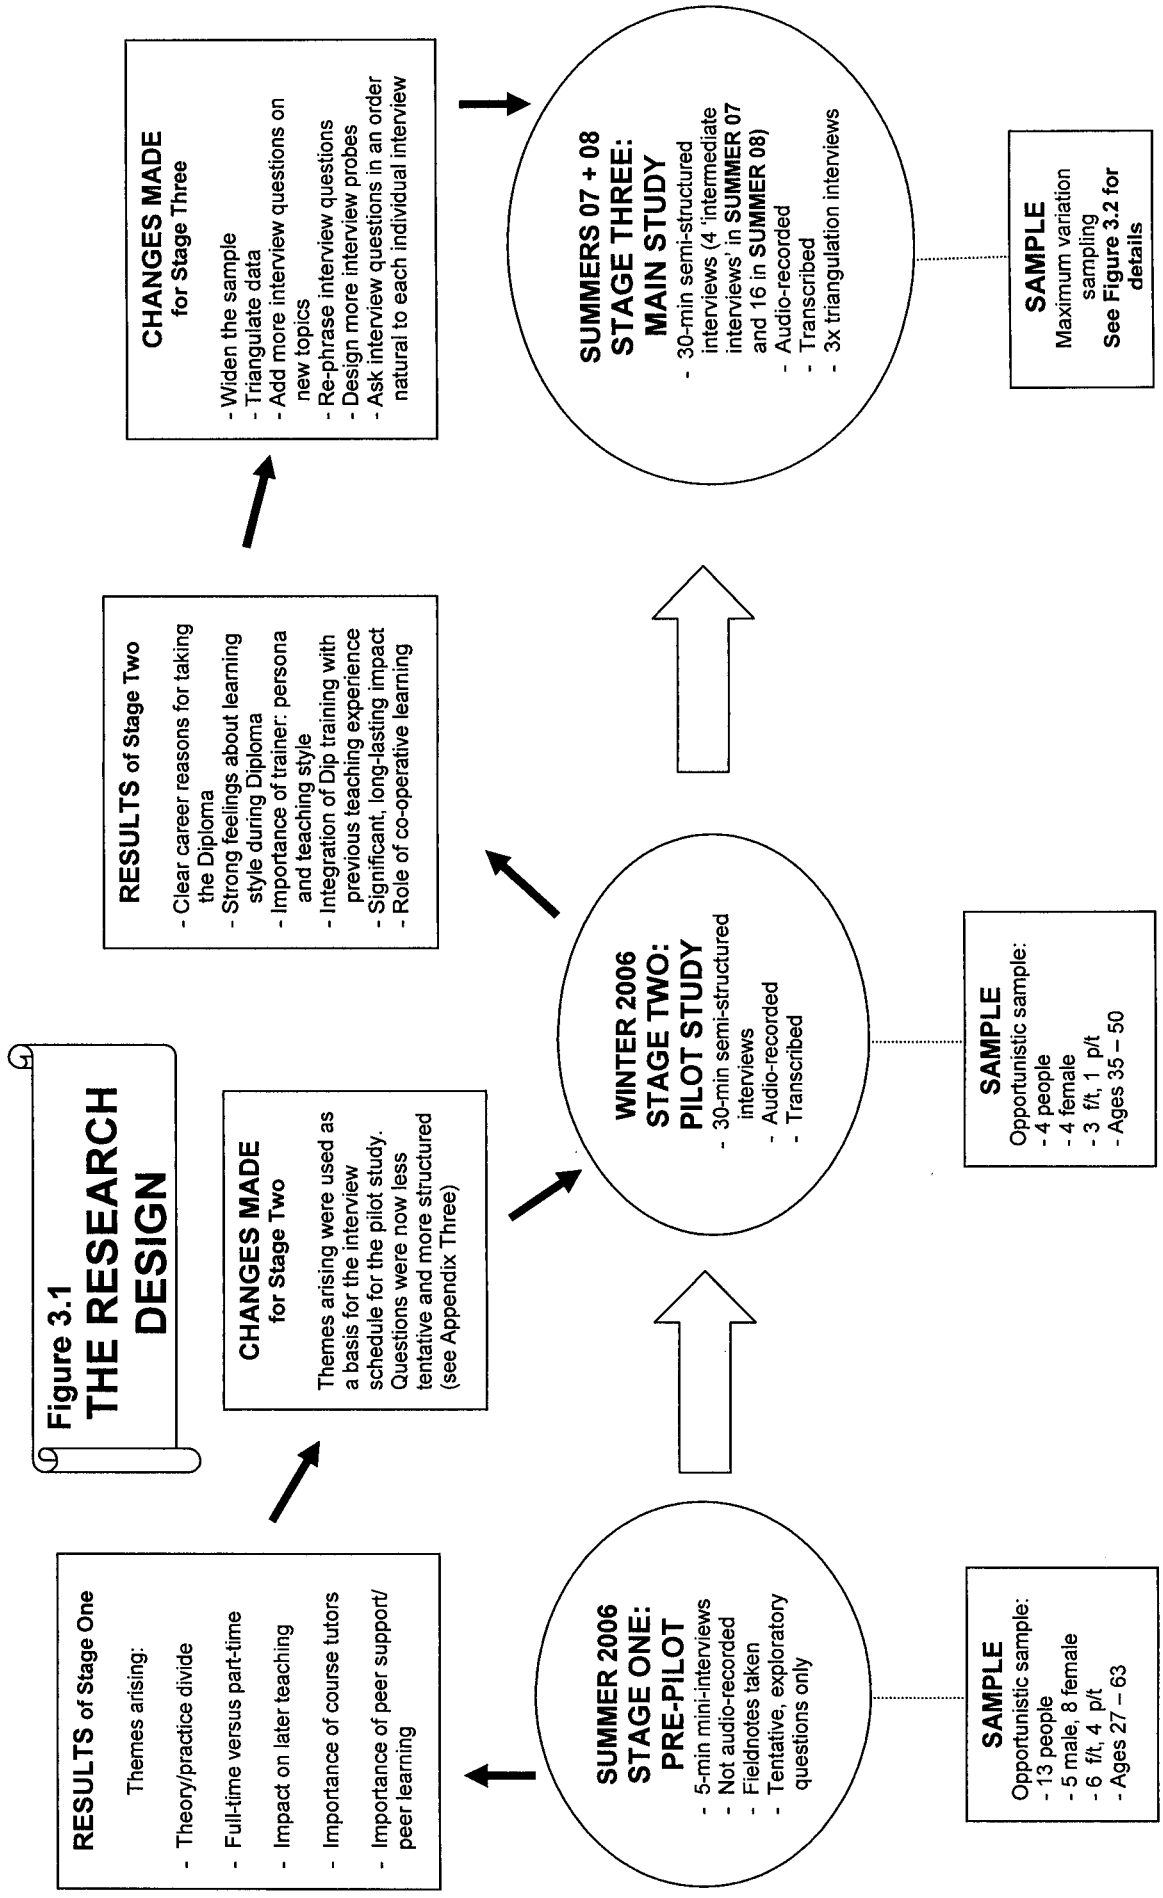 Figure 3.1
THE RESEARCH
DESIGN
RESULTS of Stage One
Themes arising:
- Theory/practice divide
- Full-time versus part-time
- Impact on later teaching
- Importance of course tutors
- Importance of peer support/
peer learning
CHANGES MADE
for Stage Two
Themes arising were used as
a basis for the interview
schedule for the pilot study.
Questions were now less
tentative and more structured
(see Appendix Three)
RESULTS of Stage Two
- Clear career reasons for taking
the Diploma
- Strong feelings about learning
style during Diploma
- Importance of trainer: persona
and teaching style
- Integration of Dip training with
previous teaching experience
- Significant, long-lasting impact
- Role of co-operative learning
CHANGES MADE
for Stage Three
- Widen the sample
- Triangulate data
- Add more interview questions on
new topics
- Re-phrase interview questions
- Design more interview probes
- Ask interview questions in an order
natural to each individual interview
SUMMER 2006
STAGE ONE:
PRE-PILOT
- 5-min mini-interviews
- Not audio-recorded
- Fieldnotes taken
- Tentative, exploratory
questions only
WINTER 2006
STAGE TWO:
PILOT STUDY
- 30-min semi-structured
interviews
- Audio-recorded
- Transcribed
SUMMERS 07 + 08
STAGE THREE:
MAIN STUDY
- 30-min semi-structured
interviews (4 'intermediate
interviews' in SUMMER 07
and 16 in SUMMER 08)
- Audio-recorded
- Transcribed
- 3x triangulation interviews
SAMPLE
Opportunistic sample:
- 13 people
- 5 male, 8 female
- 6 f/t, 4 p/t
- Ages 27 – 63
SAMPLE
Opportunistic sample:
- 4 people
- 4 female
- 3 f/t, 1 p/t
- Ages 35 – 50
SAMPLE
Maximum variation
sampling
See Figure 3.2 for
details